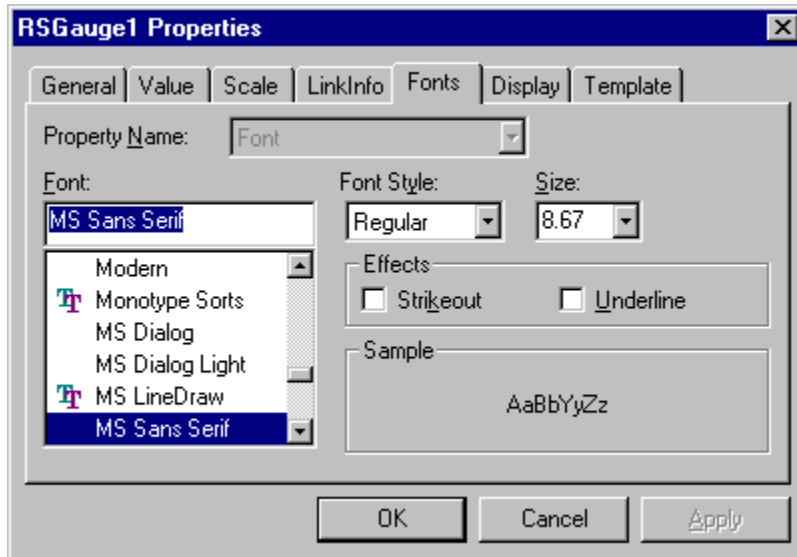 RSGauge1 Properties
General Value Scale LinkInfo Fonts Display Template
Property Name: Font
Font: Font Style: Size:
MS Sans Serif Regular 8.67
Modern
Monotype Sorts
MS Dialog
MS Dialog Light
MS LineDraw
MS Sans Serif
Effects
Strikeout Underline
Sample
AaBbYyZz
OK Cancel Apply